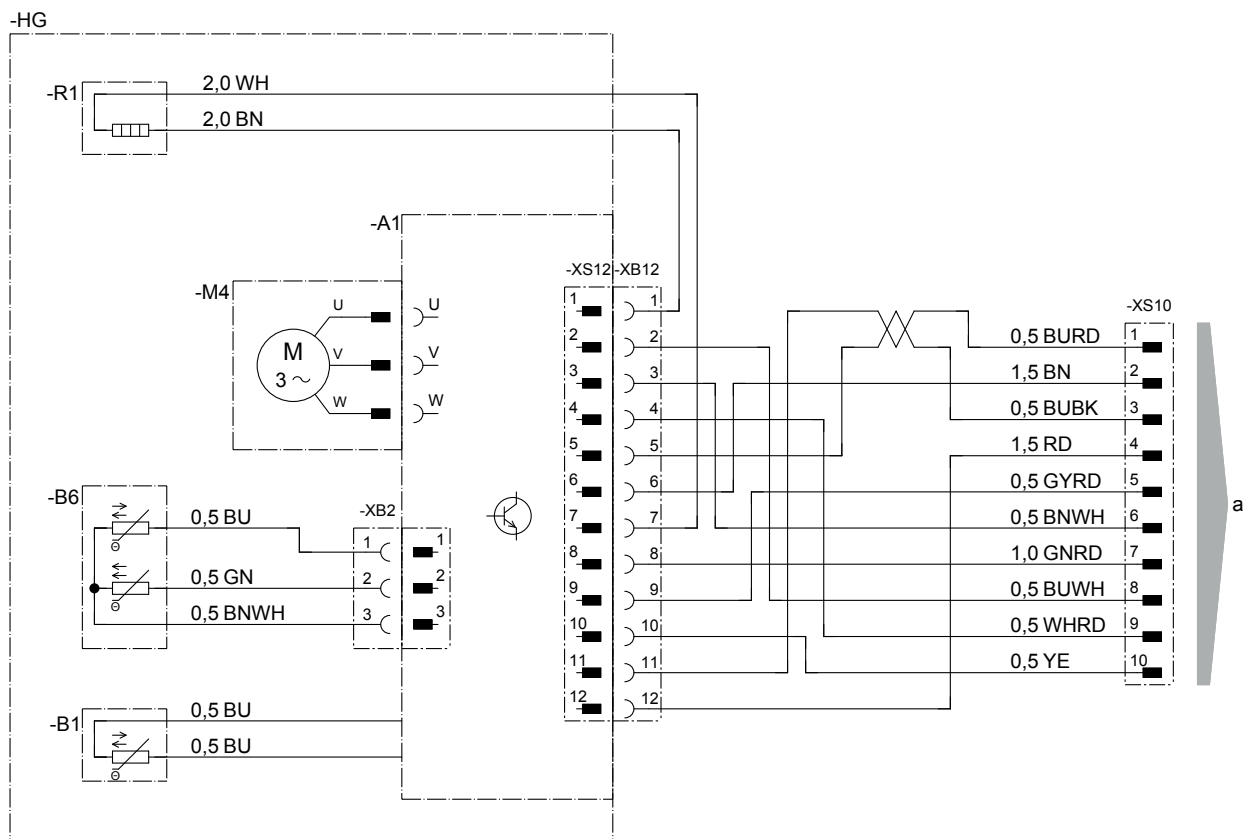 -HG
-R1
2,0 WH
2,0 BN
-A1
-M4
M
3 ~
U
V
W
U
V
W
-XS12
-XB12
1
2
3
4
5
6
7
8
9
10
11
12
1
2
3
4
5
6
7
8
9
10
11
12
-B6
0,5 BU
0,5 GN
0,5 BNWH
Θ
Θ
-XB2
1
2
3
1
2
3
-B1
0,5 BU
0,5 BU
Θ
-XS10
0,5 BURD 1
1,5 BN 2
0,5 BUBK 3
1,5 RD 4
0,5 GYRD 5
0,5 BNWH 6
1,0 GNRD 7
0,5 BUWH 8
0,5 WHRD 9
0,5 YE 10
a